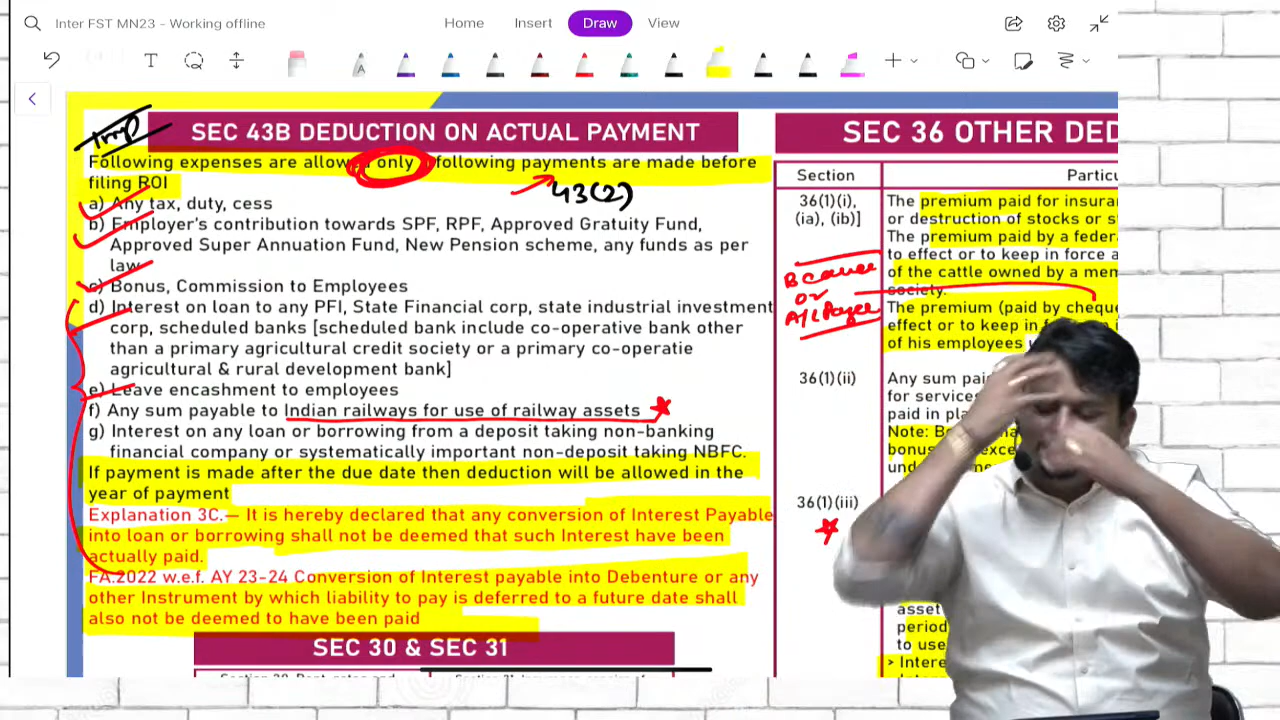 Inter FST MN23 - Working offline
Home Insert Draw View
Imp
SEC 43B DEDUCTION ON ACTUAL PAYMENT
Following expenses are allowed only following payments are made before
filing ROI
43(2)
a) Any tax, duty, cess
b) Employer's contribution towards SPF, RPF, Approved Gratuity Fund,
Approved Super Annuation Fund, New Pension scheme, any funds as per
law
c) Bonus, Commission to Employees
d) Interest on loan to any PFI, State Financial corp, state industrial investment
corp, scheduled banks [scheduled bank include co-operative bank other
than a primary agricultural credit society or a primary co-operatie
agricultural & rural development bank]
e) Leave encashment to employees
f) Any sum payable to Indian railways for use of railway assets
g) Interest on any loan or borrowing from a deposit taking non-banking
financial company or systematically important non-deposit taking NBFC.
If payment is made after the due date then deduction will be allowed in the
year of payment
Explanation 3C.— It is hereby declared that any conversion of Interest Payable
into loan or borrowing shall not be deemed that such Interest have been
actually paid.
FA.2022 w.e.f. AY 23-24 Conversion of Interest payable into Debenture or any
other Instrument by which liability to pay is deferred to a future date shall
also not be deemed to have been paid
SEC 30 & SEC 31
SEC 36 OTHER DED
Section
36(1)(i),
(ia), (ib)]
The premium paid for insuran
or destruction of stocks or st
The premium paid by a federa
to effect or to keep in force a
of the cattle owned by a mem
society.
or
A/c Payee
The premium (paid by cheque
effect or to keep in
of his employees
36(1)(ii)
Any sum paid
for services
paid in
Note:
bonus
36(1)(iii)
asset
period
to use
> Intere